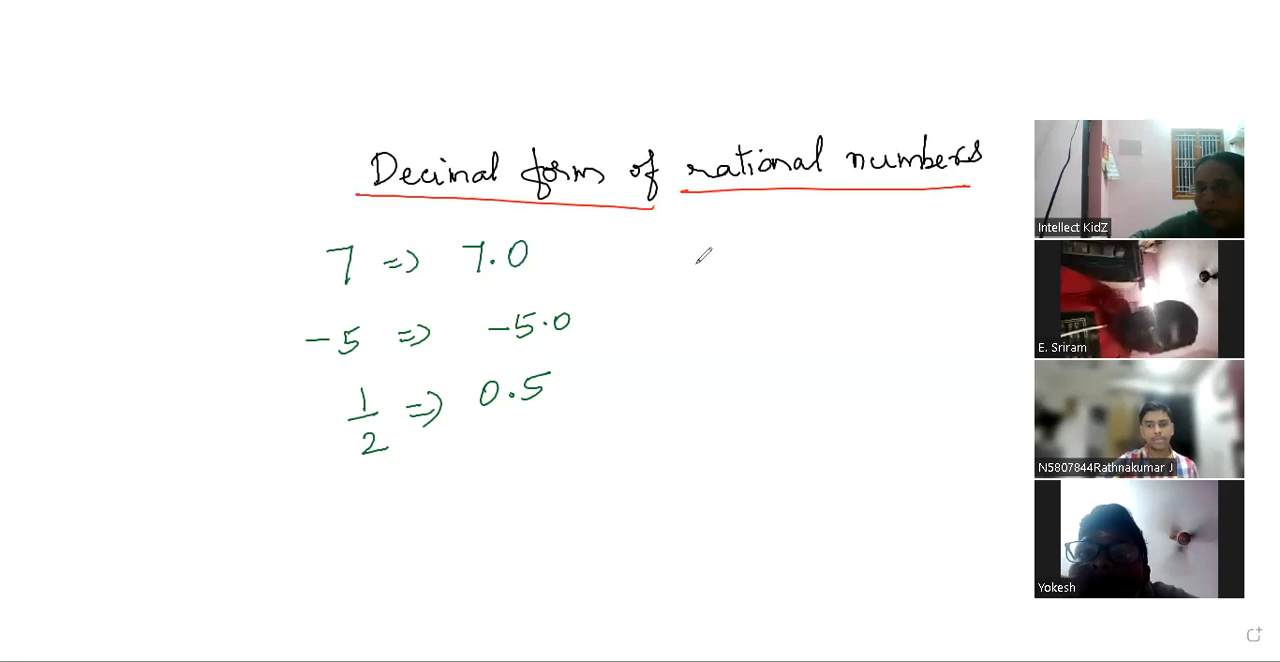 Decimal form of rational numbers
7 => 7.0
-5 => -5.0
1/2 => 0.5
Intellect KidZ
E. Sriram
N5807844Rathnakumar J
Yokesh